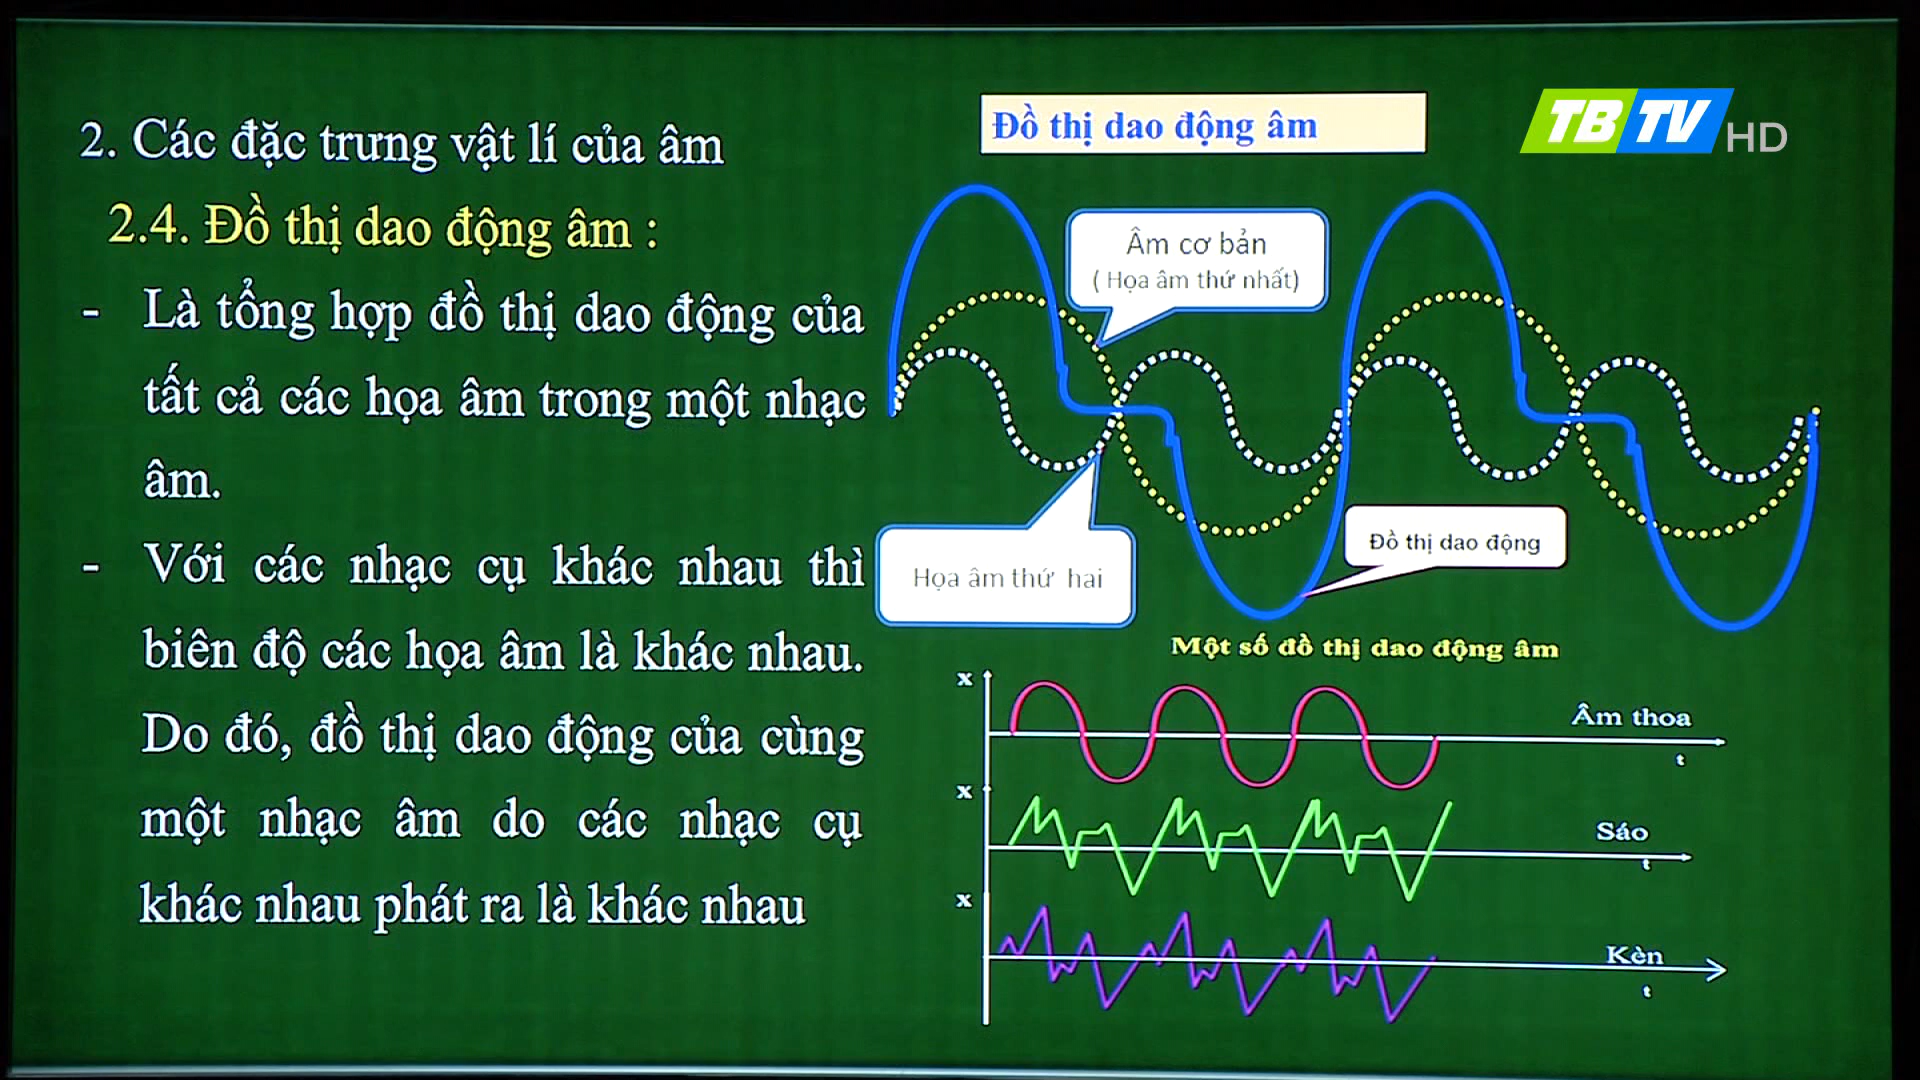 2. Các đặc trưng vật lí của âm
2.4. Đồ thị dao động âm :
- Là tổng hợp đồ thị dao động của
tất cả các họa âm trong một nhạc
âm.
- Với các nhạc cụ khác nhau thì
biên độ các họa âm là khác nhau.
Do đó, đồ thị dao động của cùng
một nhạc âm do các nhạc cụ
khác nhau phát ra là khác nhau
Đồ thị dao động âm
TBTV HD
Âm cơ bản
( Họa âm thứ nhất)
Họa âm thứ hai
Đồ thị dao động
Một số đồ thị dao động âm
x
Âm thoa
t
x
Sáo
t
x
Kèn
t